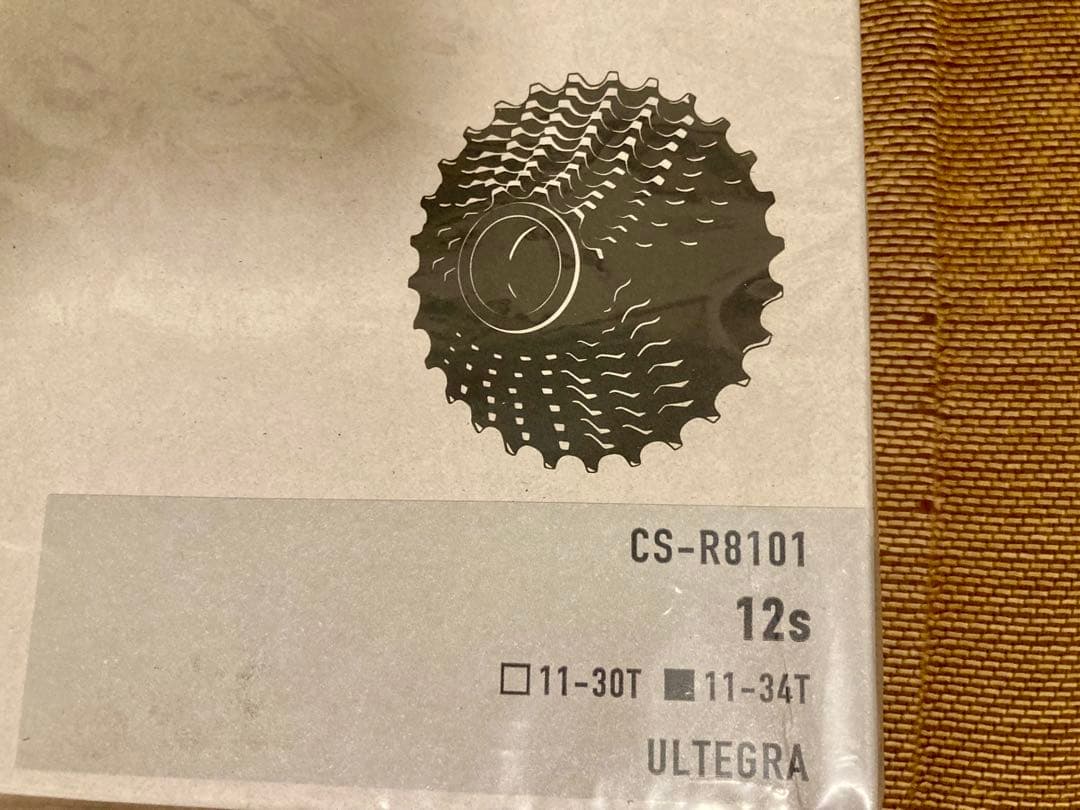 CS-R8101
12s
□11-30T ■11-34T
ULTEGRA